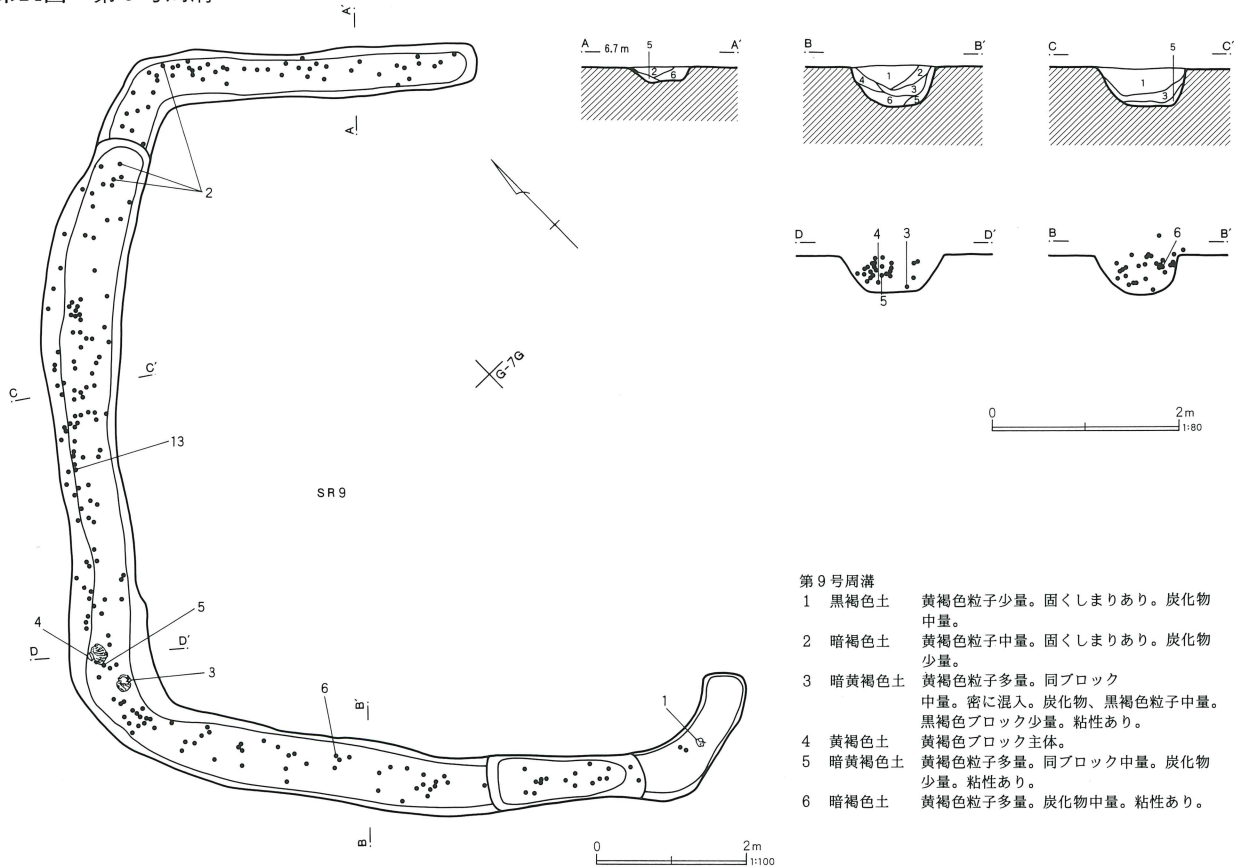 A'
A
2
G-7G
C'
C
13
SR9
5
4
D'
D
3
6
B'
1
B
0 2m
1:100
A 6.7m 5 A'
2 6
B B'
1 2
4 3
6 5
C 5 C'
1
3
D 4 3 D'
5
B 6 B'
0 2m
1:80
第9号周溝
1 黒褐色土 黄褐色粒子少量。固くしまりあり。炭化物
中量。
2 暗褐色土 黄褐色粒子中量。固くしまりあり。炭化物
少量。
3 暗黄褐色土 黄褐色粒子多量。同ブロック
中量。密に混入。炭化物、黒褐色粒子中量。
黒褐色ブロック少量。粘性あり。
4 黄褐色土 黄褐色ブロック主体。
5 暗黄褐色土 黄褐色粒子多量。同ブロック中量。炭化物
少量。粘性あり。
6 暗褐色土 黄褐色粒子多量。炭化物中量。粘性あり。